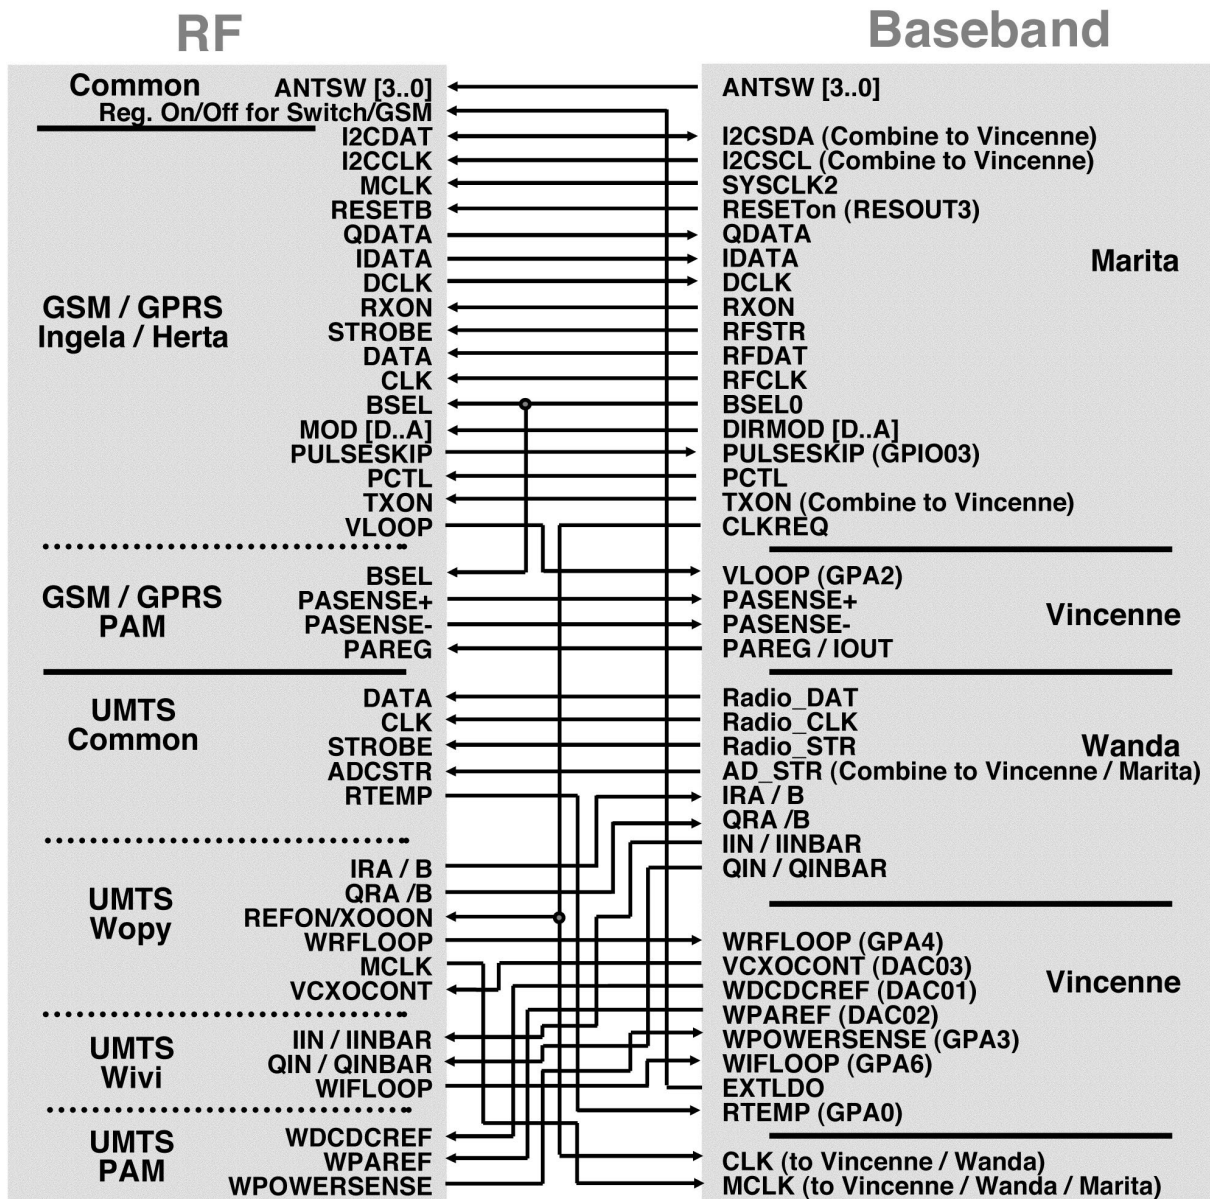 RF
Baseband
Common
ANTSW [3..0]
Reg. On/Off for Switch/GSM
I2CDAT
I2CCLK
MCLK
RESETB
QDATA
IDATA
DCLK
GSM / GPRS
Ingela / Herta
RXON
STROBE
DATA
CLK
BSEL
MOD [D..A]
PULSESKIP
PCTL
TXON
VLOOP
GSM / GPRS
PAM
BSEL
PASENSE+
PASENSE-
PAREG
UMTS
Common
DATA
CLK
STROBE
ADCSTR
RTEMP
UMTS
Wopy
IRA / B
QRA /B
REFON/XOOON
WRFLOOP
MCLK
VCXOCONT
UMTS
Wivi
IIN / IINBAR
QIN / QINBAR
WIFLOOP
UMTS
PAM
WDCDCREF
WPAREF
WPOWERSENSE
ANTSW [3..0]
I2CSDA (Combine to Vincenne)
I2CSCL (Combine to Vincenne)
SYSCLK2
RESETon (RESOUT3)
QDATA
IDATA
Marita
DCLK
RXON
RFSTR
RFDAT
RFCLK
BSEL0
DIRMOD [D..A]
PULSESKIP (GPIO03)
PCTL
TXON (Combine to Vincenne)
CLKREQ
VLOOP (GPA2)
PASENSE+
Vincenne
PASENSE-
PAREG / IOUT
Radio_DAT
Radio_CLK
Radio_STR
Wanda
AD_STR (Combine to Vincenne / Marita)
IRA / B
QRA /B
IIN / IINBAR
QIN / QINBAR
WRFLOOP (GPA4)
VCXOCONT (DAC03)
Vincenne
WDCDCREF (DAC01)
WPAREF (DAC02)
WPOWERSENSE (GPA3)
WIFLOOP (GPA6)
EXTLDO
RTEMP (GPA0)
CLK (to Vincenne / Wanda)
MCLK (to Vincenne / Wanda / Marita)